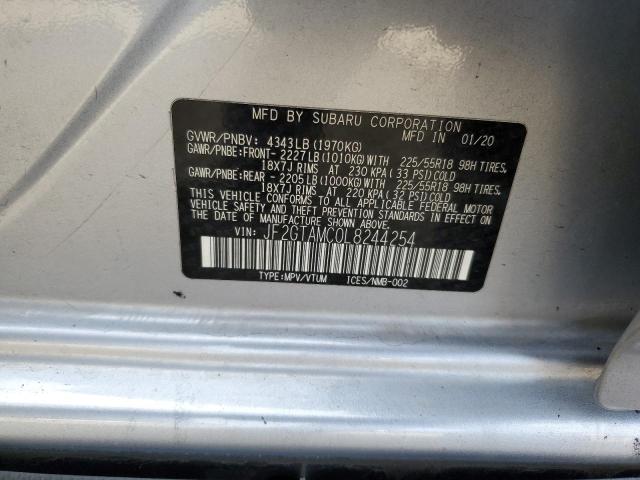 MFD BY SUBARU CORPORATION
GVWR/PNBV: 4343LB(1970KG) MFD IN 01/20
GAWR/PNBE:FRONT- 2227LB(1010KG)WITH 225/55R18 98H TIRES,
18X7J RIMS AT 230 KPA(33 PSI)COLD
GAWR/PNBE:REAR - 2205LB(1000KG)WITH 225/55R18 98H TIRES,
18X7J RIMS AT 220 KPA(32 PSI)COLD
THIS VEHICLE CONFORMS TO ALL APPLICABLE FEDERAL MOTOR
VEHICLE SAFETY AND THEFT PREVENTION STANDARDS IN EFFECT ON
THE DATE OF MANUFACTURE SHOWN ABOVE.
VIN: JF2GTAMC0L8244254
TYPE:MPV/VTUM ICES/NMB-002